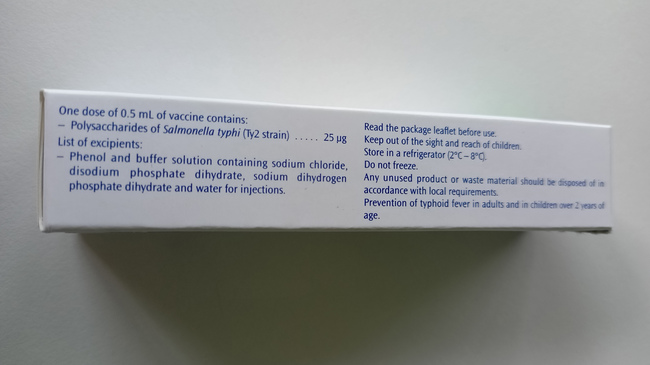 One dose of 0.5 mL of vaccine contains:
– Polysaccharides of Salmonella typhi (Ty2 strain) ..... 25 µg
List of excipients:
– Phenol and buffer solution containing sodium chloride,
disodium phosphate dihydrate, sodium dihydrogen
phosphate dihydrate and water for injections.
Read the package leaflet before use.
Keep out of the sight and reach of children.
Store in a refrigerator (2°C – 8°C).
Do not freeze.
Any unused product or waste material should be disposed of in
accordance with local requirements.
Prevention of typhoid fever in adults and in children over 2 years of
age.